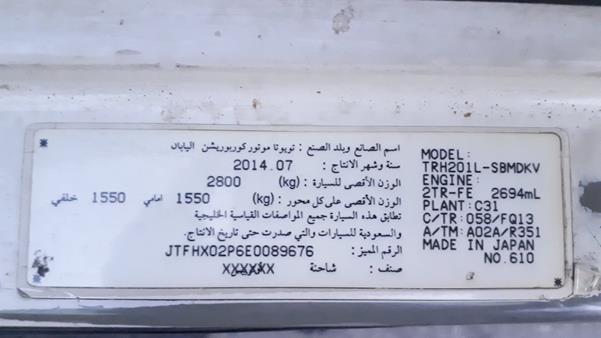 اسم الصانع وبلد الصنع : تويوتا موتور كوربوريشن اليابان
سنة وشهر الانتاج : 2014.07
الوزن الأقصى للسيارة : (kg) 2800
الوزن الأقصى على كل محور : (kg) 1550 امامي 1550 خلفي
تطابق هذه السيارة جميع المواصفات القياسية الخليجية
والسعودية للسيارات والتي صدرت حتى تاريخ الانتاج.
الرقم المميز : JTFHX02P6E0089676
صنف : شاحنة XXXXXX
MODEL:
TRH201L-SBMDKV
ENGINE:
2TR-FE 2694mL
PLANT:C31
C/TR:058/FQ13
A/TM:A02A/R351
MADE IN JAPAN
NO.610